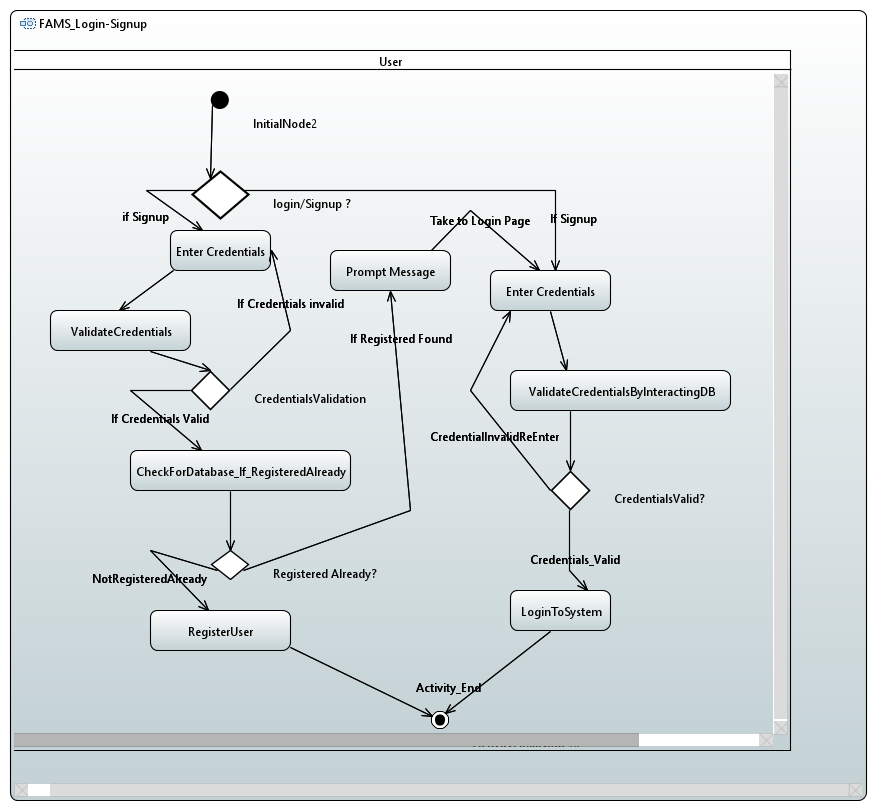 FAMS_Login-Signup
User
InitialNode2
login/Signup ?
if Signup
Take to Login Page
If Signup
Enter Credentials
Prompt Message
Enter Credentials
If Credentials invalid
ValidateCredentials
If Registered Found
ValidateCredentialsByInteractingDB
CredentialsValidation
If Credentials Valid
CredentialInvalidReEnter
CheckForDatabase_If_RegisteredAlready
CredentialsValid?
Credentials_Valid
Registered Already?
NotRegisteredAlready
LoginToSystem
RegisterUser
Activity_End